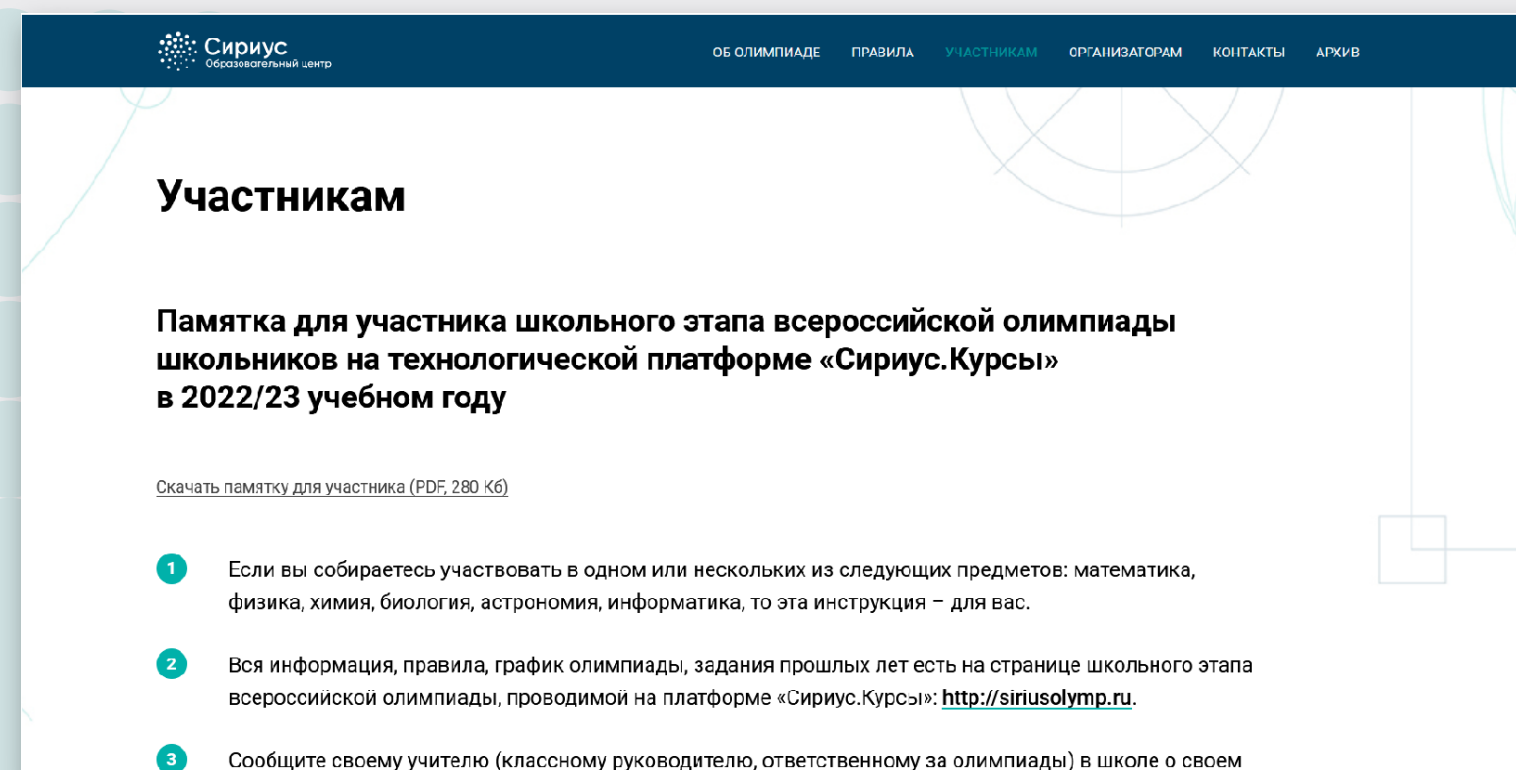 Сириус
Образовательный центр
ОБ ОЛИМПИАДЕ ПРАВИЛА УЧАСТНИКАМ ОРГАНИЗАТОРАМ КОНТАКТЫ АРХИВ
Участникам
Памятка для участника школьного этапа всероссийской олимпиады
школьников на технологической платформе «Сириус.Курсы»
в 2022/23 учебном году
Скачать памятку для участника (PDF, 280 Кб)
1 Если вы собираетесь участвовать в одном или нескольких из следующих предметов: математика,
физика, химия, биология, астрономия, информатика, то эта инструкция – для вас.
2 Вся информация, правила, график олимпиады, задания прошлых лет есть на странице школьного этапа
всероссийской олимпиады, проводимой на платформе «Сириус.Курсы»: http://siriusolymp.ru.
3 Сообщите своему учителю (классному руководителю, ответственному за олимпиады) в школе о своем